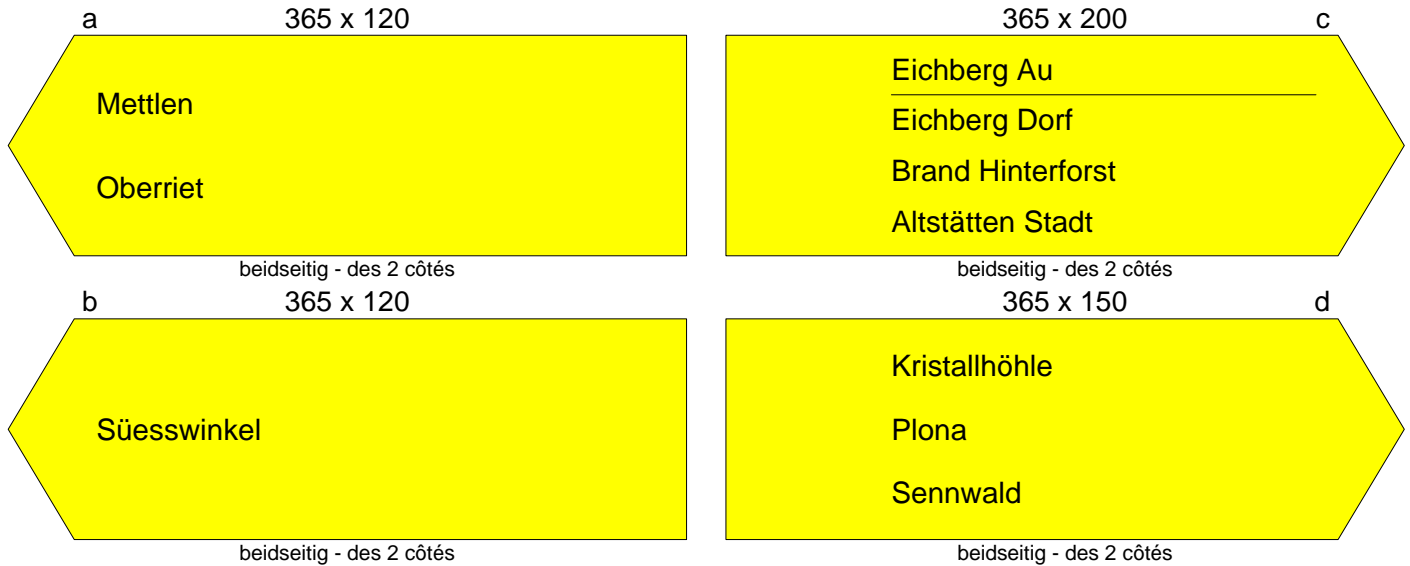 a 365 x 120
Mettlen
Oberriet
beidseitig - des 2 côtés
365 x 200 c
Eichberg Au
Eichberg Dorf
Brand Hinterforst
Altstätten Stadt
beidseitig - des 2 côtés
b 365 x 120
Süesswinkel
beidseitig - des 2 côtés
365 x 150 d
Kristallhöhle
Plona
Sennwald
beidseitig - des 2 côtés